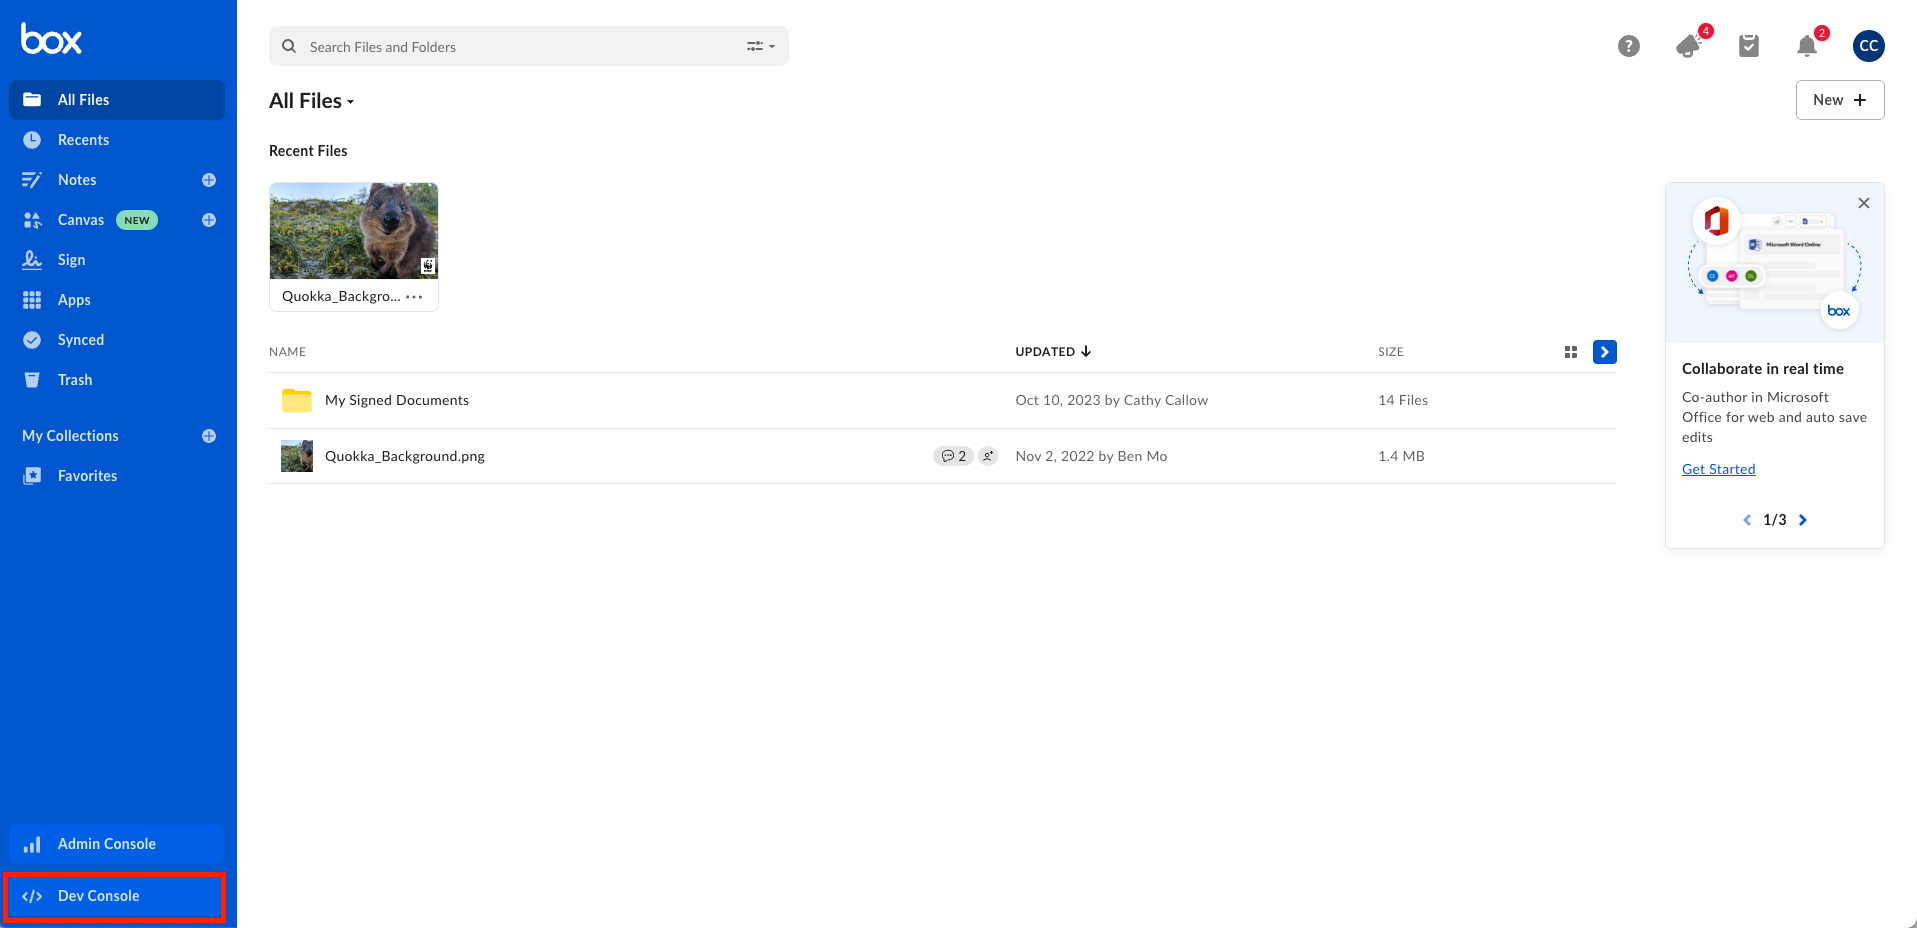 box
Search Files and Folders
4
2
CC
All Files
Recents
Notes
Canvas NEW
Sign
Apps
Synced
Trash
My Collections
Favorites
Admin Console
Dev Console
All Files
New
Recent Files
Quokka_Backgro...
NAME UPDATED SIZE
My Signed Documents Oct 10, 2023 by Cathy Callow 14 Files
Quokka_Background.png 2 Nov 2, 2022 by Ben Mo 1.4 MB
Microsoft Word Online
box
Collaborate in real time
Co-author in Microsoft
Office for web and auto save
edits
Get Started
1/3